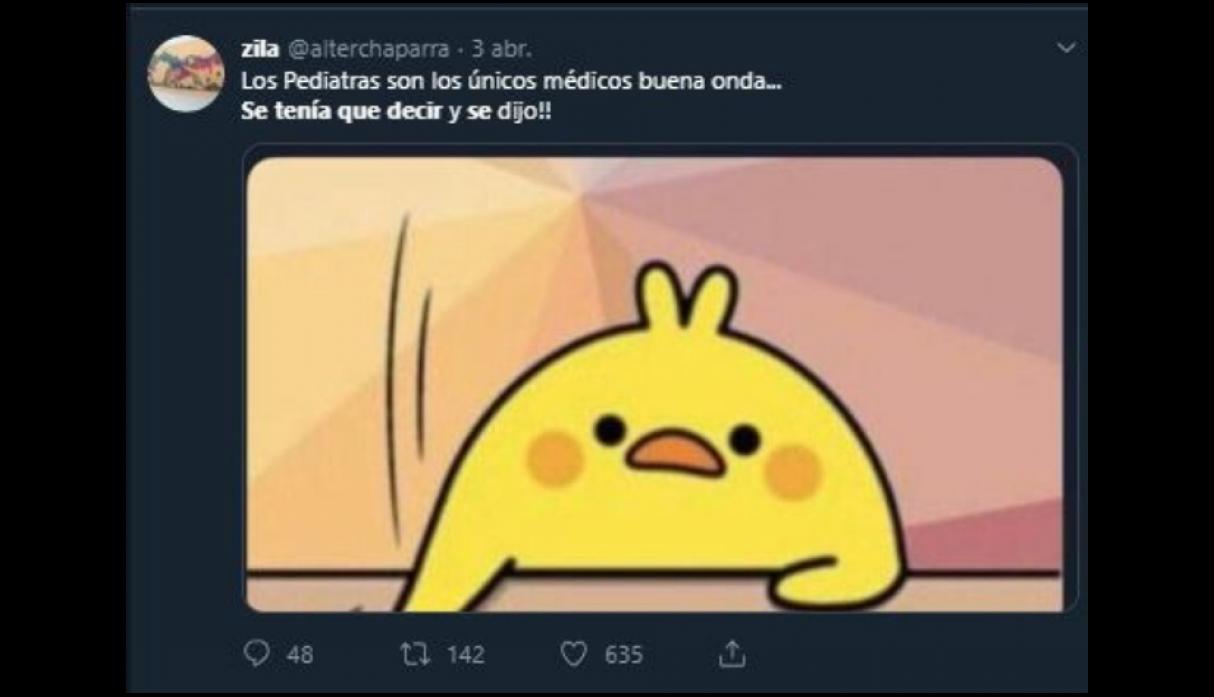 zila @alterchaparra · 3 abr.
Los Pediatras son los únicos médicos buena onda...
Se tenía que decir y se dijo!!
48 142 635